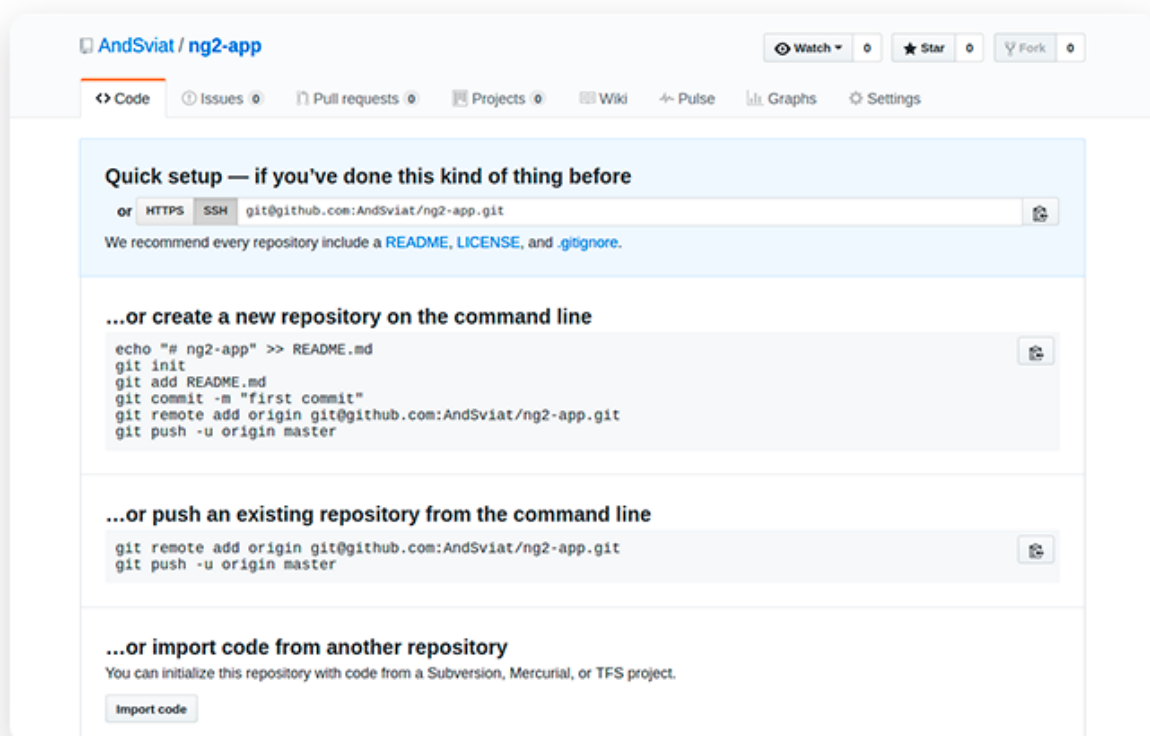 AndSviat / ng2-app
Watch 0 Star 0 Fork 0
Code Issues 0 Pull requests 0 Projects 0 Wiki Pulse Graphs Settings
Quick setup — if you've done this kind of thing before
or HTTPS SSH git@github.com:AndSviat/ng2-app.git
We recommend every repository include a README, LICENSE, and .gitignore.
…or create a new repository on the command line
echo "# ng2-app" >> README.md
git init
git add README.md
git commit -m "first commit"
git remote add origin git@github.com:AndSviat/ng2-app.git
git push -u origin master
…or push an existing repository from the command line
git remote add origin git@github.com:AndSviat/ng2-app.git
git push -u origin master
…or import code from another repository
You can initialize this repository with code from a Subversion, Mercurial, or TFS project.
Import code